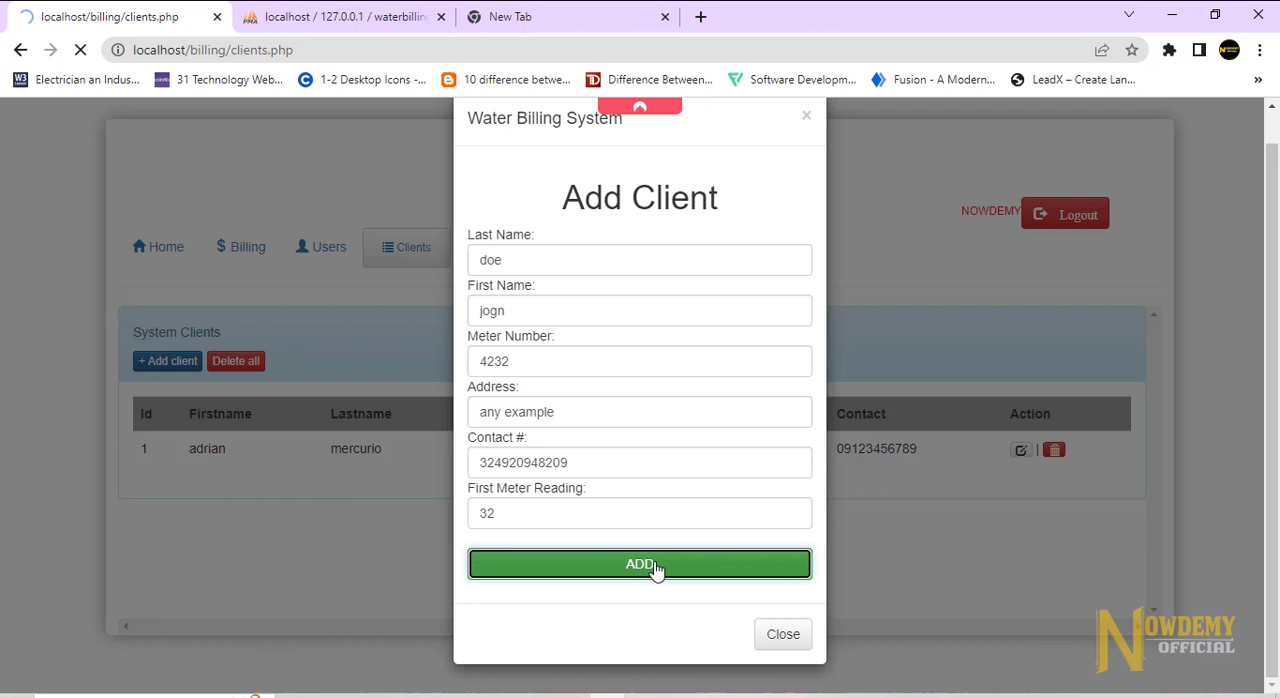 localhost/billing/clients.php
localhost / 127.0.0.1 / waterbilling
New Tab
localhost/billing/clients.php
Electrician an Indus...
31 Technology Web...
1-2 Desktop Icons -...
10 difference betwe...
Difference Between...
Software Developm...
Fusion - A Modern...
LeadX – Create Lan...
»
Water Billing System
×
Add Client
NOWDEMY
Logout
Home
$ Billing
Users
Clients
Last Name:
doe
First Name:
jogn
Meter Number:
4232
Address:
any example
Contact #:
324920948209
First Meter Reading:
32
ADD
Close
System Clients
+ Add client
Delete all
Id Firstname Lastname Contact Action
1 adrian mercurio 09123456789 |
NOWDEMY
OFFICIAL